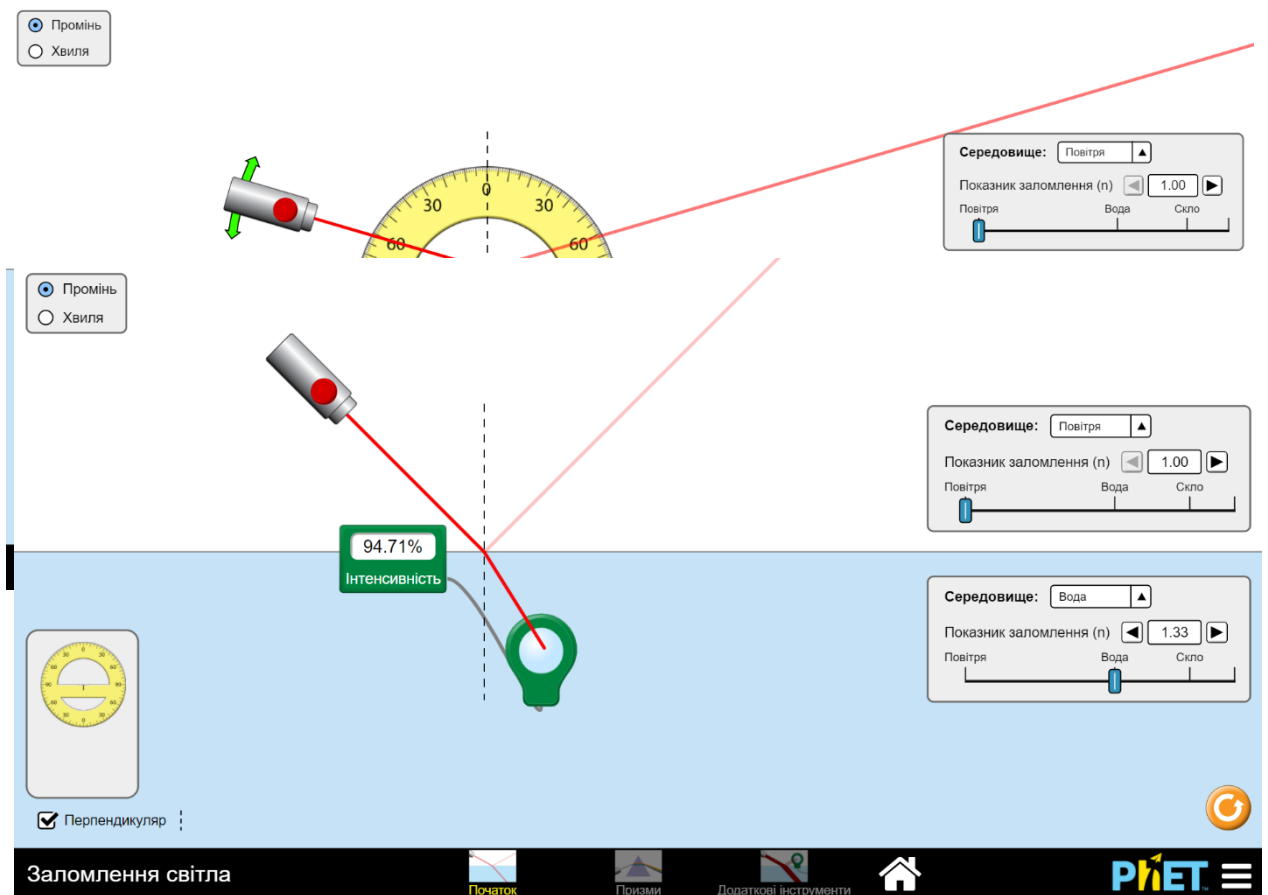 Промінь
Хвиля
0
30 30
60 60
Середовище: Повітря
Показник заломлення (n) 1.00
Повітря Вода Скло
Промінь
Хвиля
Середовище: Повітря
Показник заломлення (n) 1.00
Повітря Вода Скло
94.71%
Інтенсивність
Середовище: Вода
Показник заломлення (n) 1.33
Повітря Вода Скло
Перпендикуляр
Заломлення світла
Початок
Призми
Додаткові інструменти
PhET